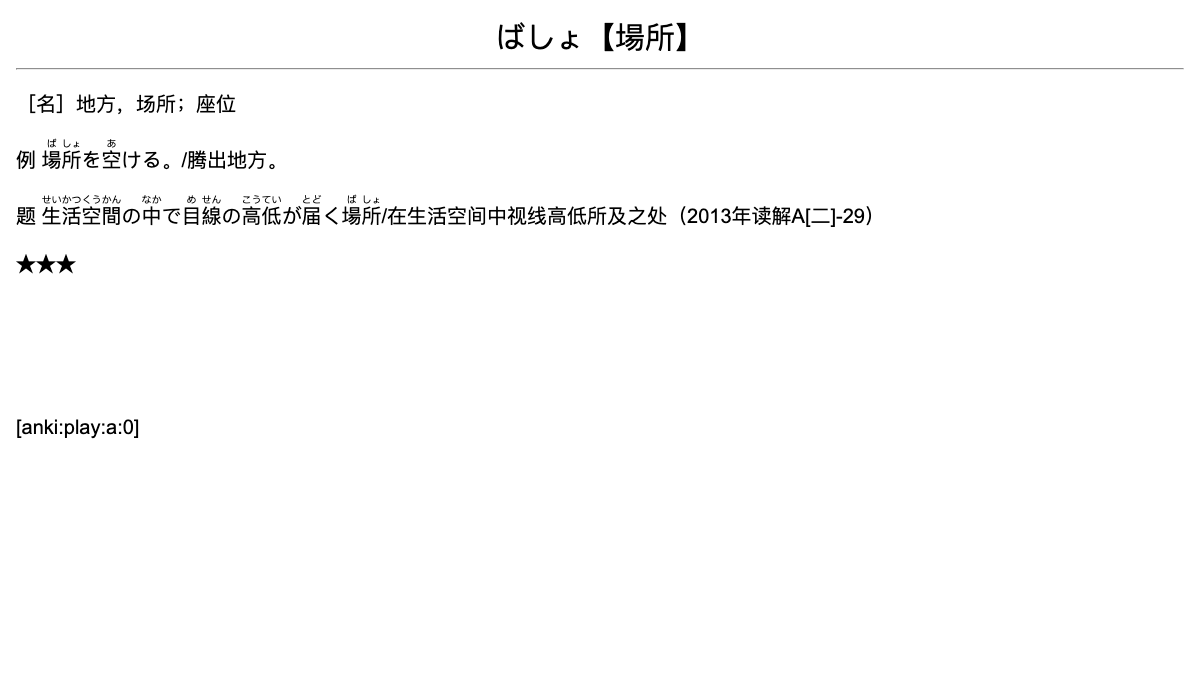 ばしょ【場所】
［名］地方，场所；座位
ば しょ あ
例 場所を空ける。/腾出地方。
せいかつくうかん なか め せん こうてい とど ば しょ
题 生活空間の中で目線の高低が届く場所/在生活空间中视线高低所及之处（2013年读解A[二]-29）
★★★
[anki:play:a:0]